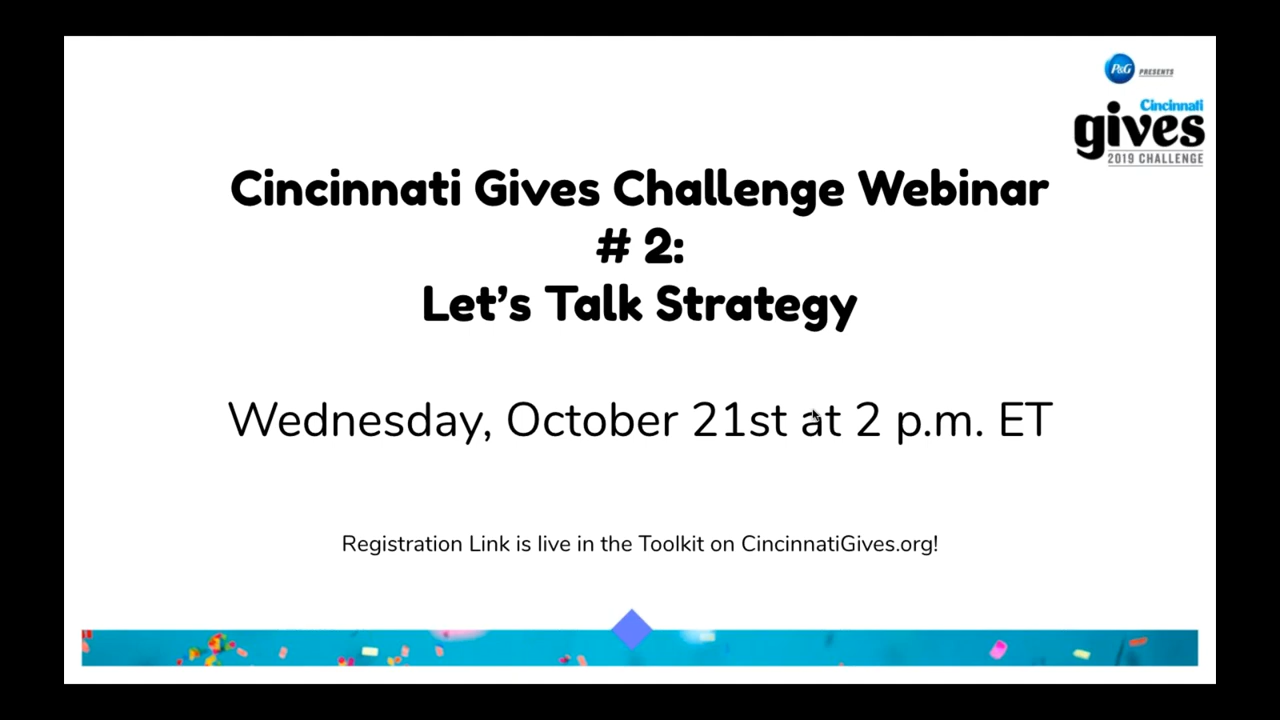 P&G PRESENTS
Cincinnati
gives
2019 CHALLENGE
Cincinnati Gives Challenge Webinar
# 2:
Let's Talk Strategy
Wednesday, October 21st at 2 p.m. ET
Registration Link is live in the Toolkit on CincinnatiGives.org!